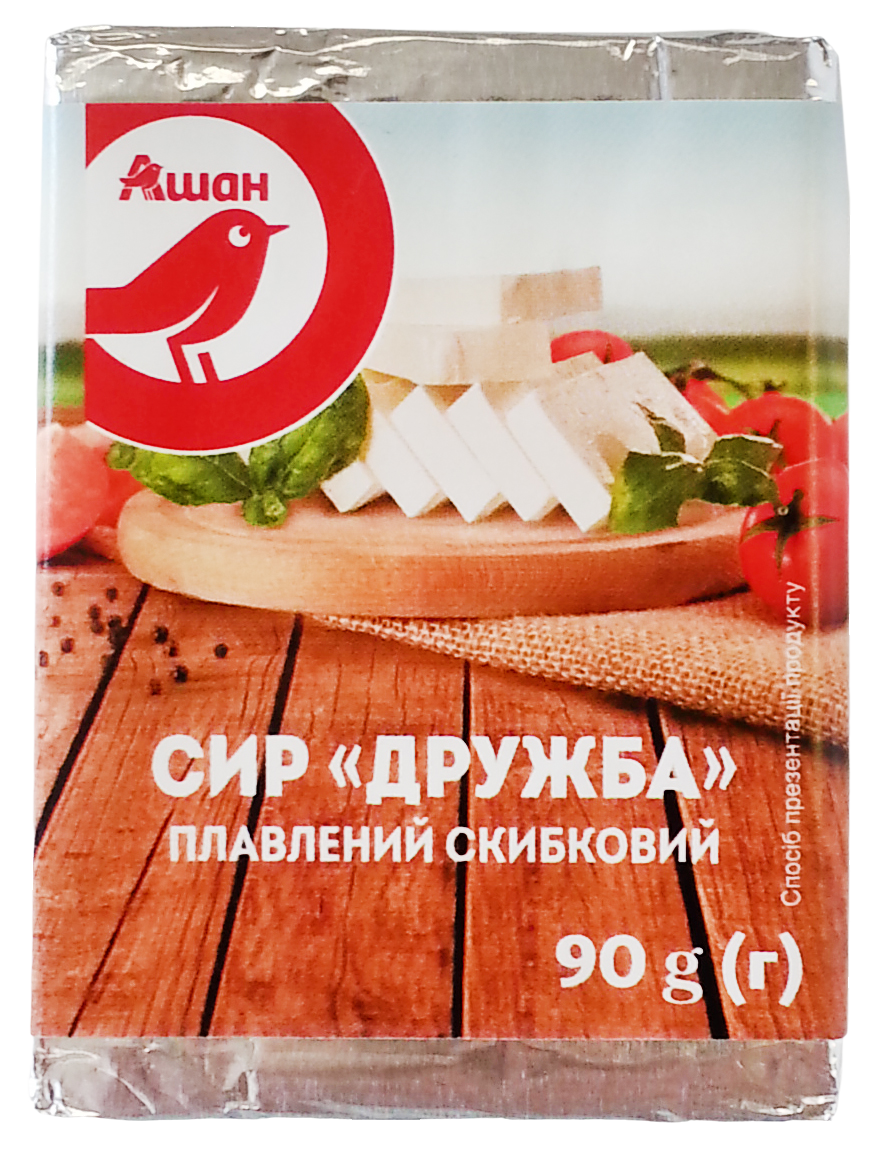 Ашан
СИР «ДРУЖБА»
ПЛАВЛЕНИЙ СКИБКОВИЙ
90 g (г)
Спосіб презентації продукту